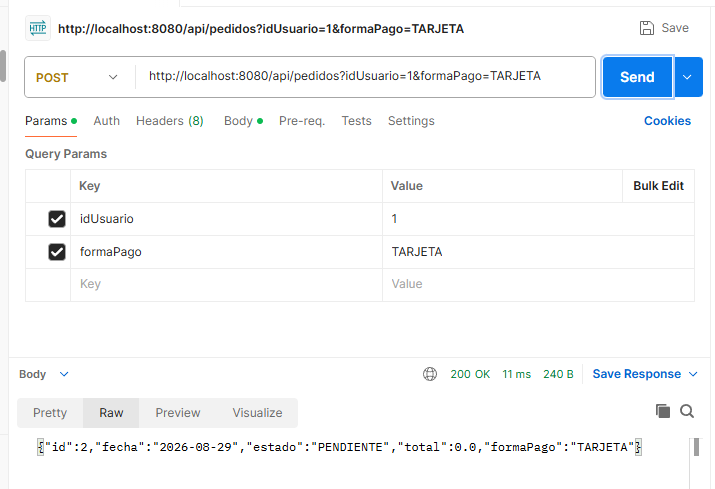 HTTP http://localhost:8080/api/pedidos?idUsuario=1&formaPago=TARJETA Save
POST http://localhost:8080/api/pedidos?idUsuario=1&formaPago=TARJETA Send
Params Auth Headers (8) Body Pre-req. Tests Settings Cookies
Query Params
Key Value Bulk Edit
idUsuario 1
formaPago TARJETA
Key Value
Body 200 OK 11 ms 240 B Save Response
Pretty Raw Preview Visualize
{"id":2,"fecha":"2026-08-29","estado":"PENDIENTE","total":0.0,"formaPago":"TARJETA"}